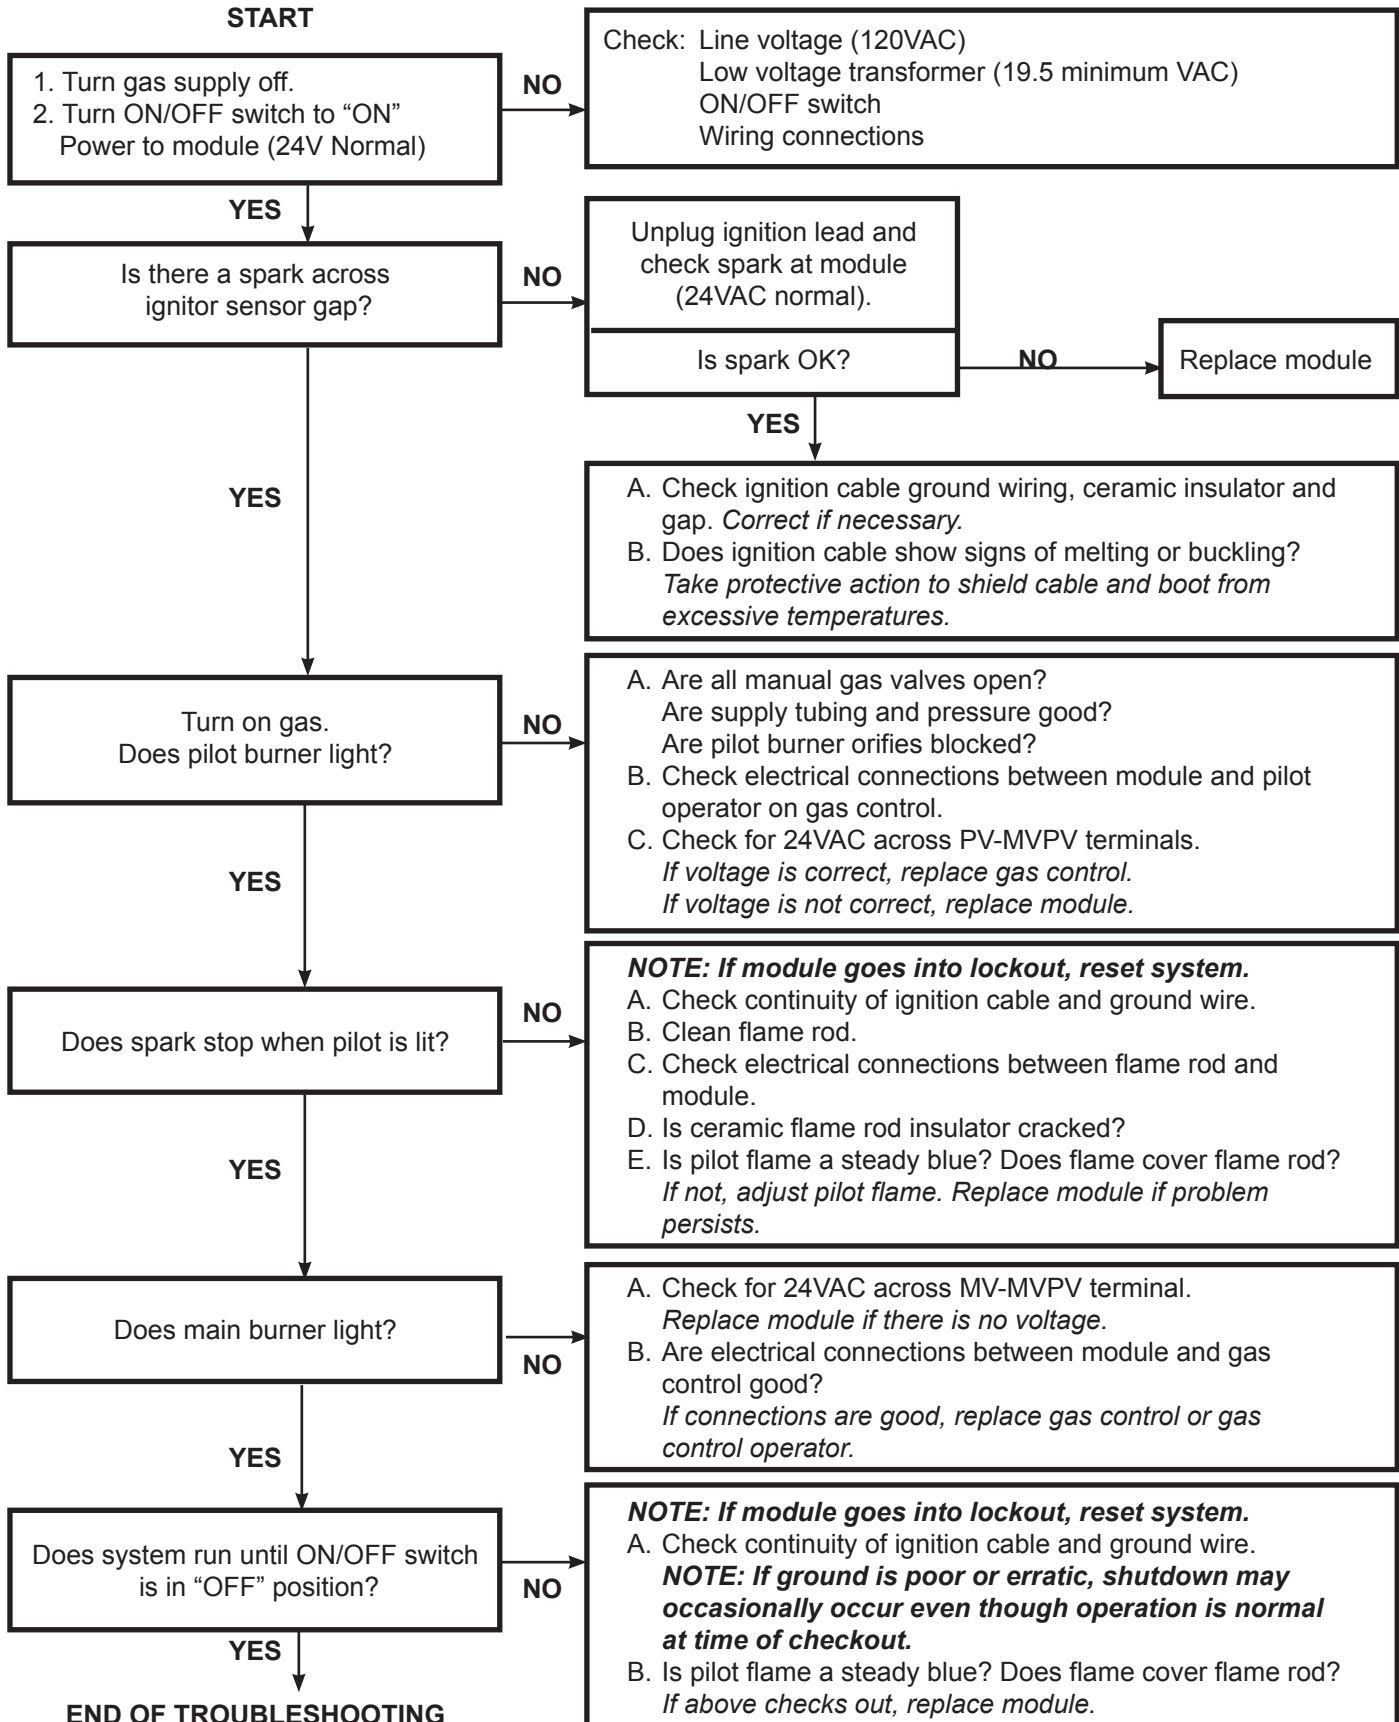 START
1. Turn gas supply off.
2. Turn ON/OFF switch to “ON”
Power to module (24V Normal)
NO
Check: Line voltage (120VAC)
Low voltage transformer (19.5 minimum VAC)
ON/OFF switch
Wiring connections
YES
Is there a spark across
ignitor sensor gap?
NO
Unplug ignition lead and
check spark at module
(24VAC normal).
Is spark OK?
NO
Replace module
YES
A. Check ignition cable ground wiring, ceramic insulator and
gap. Correct if necessary.
B. Does ignition cable show signs of melting or buckling?
Take protective action to shield cable and boot from
excessive temperatures.
YES
Turn on gas.
Does pilot burner light?
NO
A. Are all manual gas valves open?
Are supply tubing and pressure good?
Are pilot burner orifies blocked?
B. Check electrical connections between module and pilot
operator on gas control.
C. Check for 24VAC across PV-MVPV terminals.
If voltage is correct, replace gas control.
If voltage is not correct, replace module.
YES
Does spark stop when pilot is lit?
NO
NOTE: If module goes into lockout, reset system.
A. Check continuity of ignition cable and ground wire.
B. Clean flame rod.
C. Check electrical connections between flame rod and
module.
D. Is ceramic flame rod insulator cracked?
E. Is pilot flame a steady blue? Does flame cover flame rod?
If not, adjust pilot flame. Replace module if problem
persists.
YES
Does main burner light?
NO
A. Check for 24VAC across MV-MVPV terminal.
Replace module if there is no voltage.
B. Are electrical connections between module and gas
control good?
If connections are good, replace gas control or gas
control operator.
YES
Does system run until ON/OFF switch
is in “OFF” position?
NO
NOTE: If module goes into lockout, reset system.
A. Check continuity of ignition cable and ground wire.
NOTE: If ground is poor or erratic, shutdown may
occasionally occur even though operation is normal
at time of checkout.
B. Is pilot flame a steady blue? Does flame cover flame rod?
If above checks out, replace module.
YES
END OF TROUBLESHOOTING